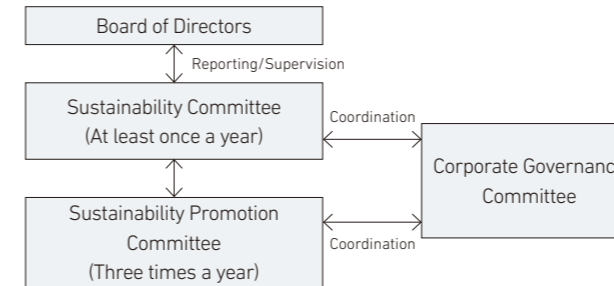 Board of Directors
Reporting/Supervision
Sustainability Committee
(At least once a year)
Coordination
Corporate Governanc
Committee
Sustainability Promotion
Committee
(Three times a year)
Coordination